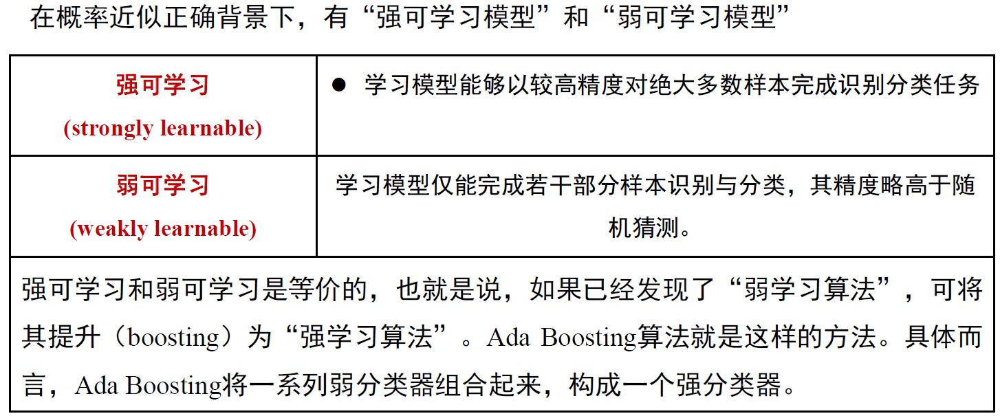 在概率近似正确背景下，有“强可学习模型”和“弱可学习模型”
强可学习
(strongly learnable)
● 学习模型能够以较高精度对绝大多数样本完成识别分类任务
弱可学习
(weakly learnable)
学习模型仅能完成若干部分样本识别与分类，其精度略高于随
机猜测。
强可学习和弱可学习是等价的，也就是说，如果已经发现了“弱学习算法”，可将
其提升（boosting）为“强学习算法”。Ada Boosting算法就是这样的方法。具体而
言，Ada Boosting将一系列弱分类器组合起来，构成一个强分类器。